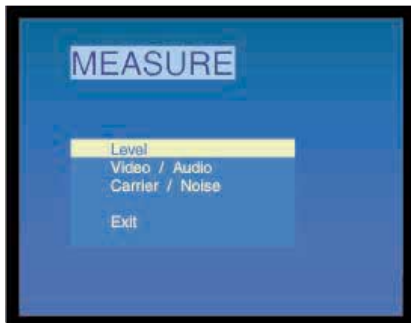 MEASURE
Level
Video / Audio
Carrier / Noise
Exit